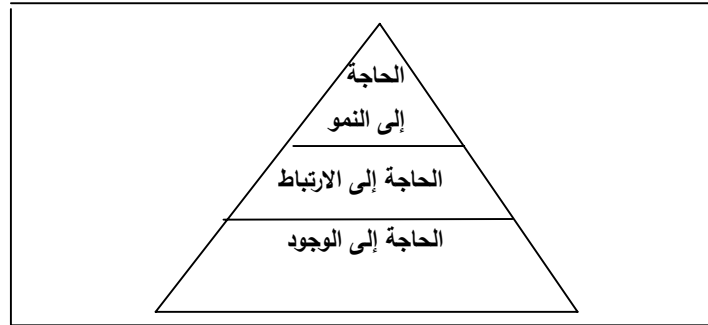 الحاجة
إلى النمو
الحاجة إلى الارتباط
الحاجة إلى الوجود